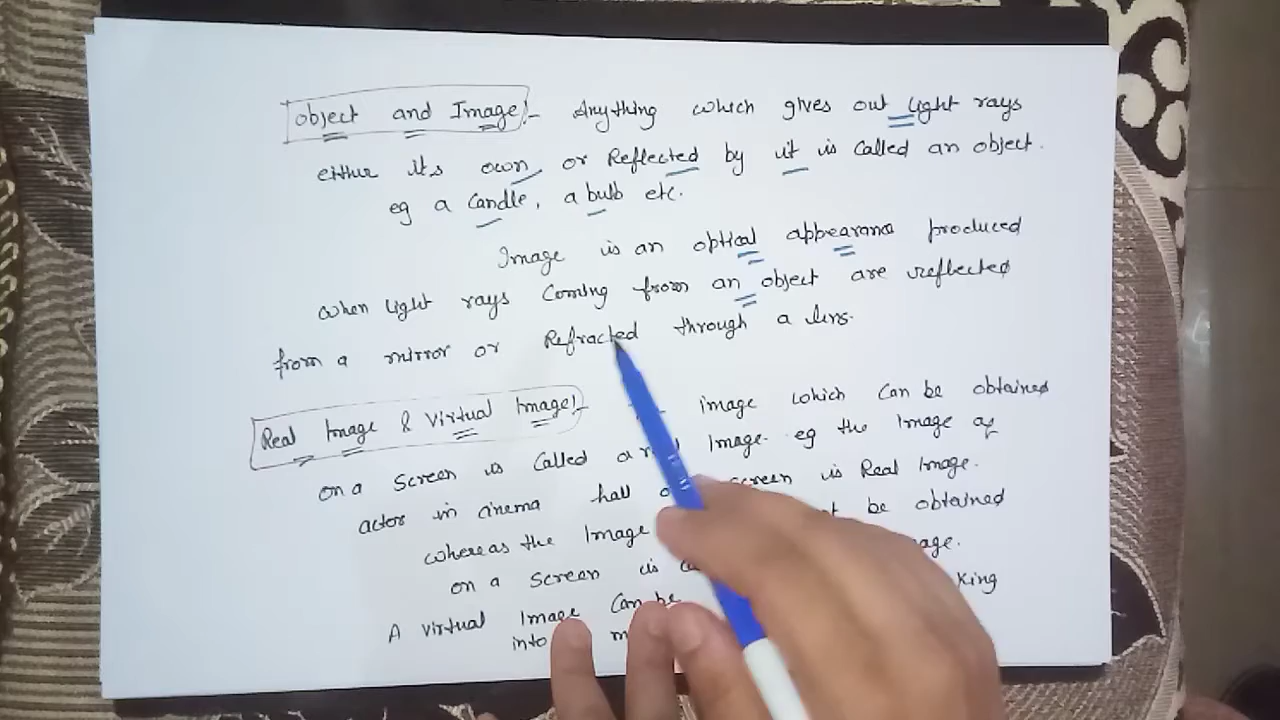 Object and Image:- Anything which gives out light rays
either its own or Reflected by it is called an object.
eg a candle, a bulb etc.
Image is an optical appearance produced
when light rays coming from an object are reflected
from a mirror or Refracted through a lens.
Real Image & Virtual Image:- image which can be obtained
on a screen is called a Image. eg the Image of
actor in cinema hall screen is Real Image.
whereas the Image be obtained
on a screen is
A virtual Image can be
into